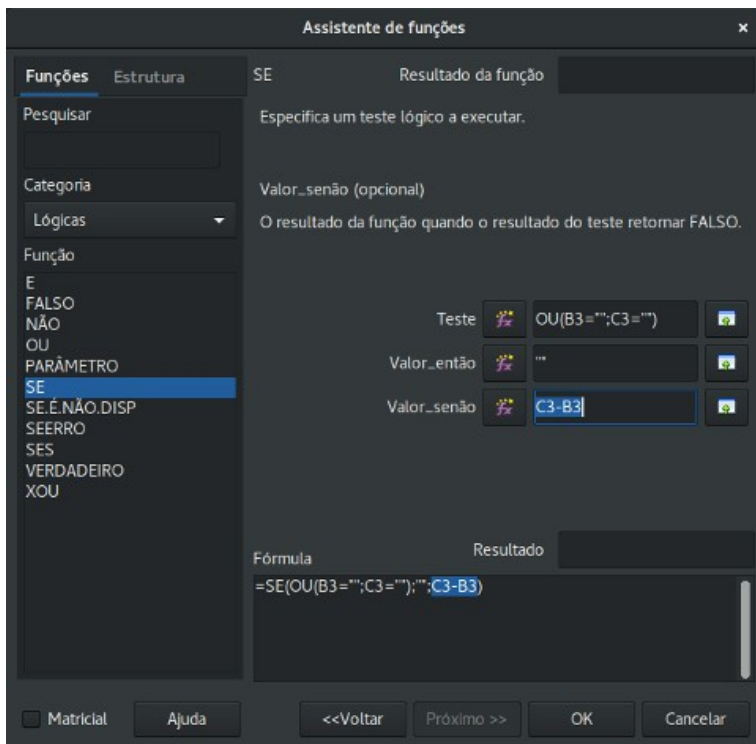 Assistente de funções
×
Funções Estrutura
SE Resultado da função
Pesquisar
Especifica um teste lógico a executar.
Categoria
Lógicas
Valor_senão (opcional)
O resultado da função quando o resultado do teste retornar FALSO.
Função
E
FALSO
NÃO
OU
PARÂMETRO
SE
SE.É.NÃO.DISP
SEERRO
SES
VERDADEIRO
XOU
Teste fx OU(B3="";C3="")
Valor_então fx ""
Valor_senão fx C3-B3
Fórmula Resultado
=SE(OU(B3="";C3="");"";C3-B3)
Matricial Ajuda <<Voltar Próximo >> OK Cancelar